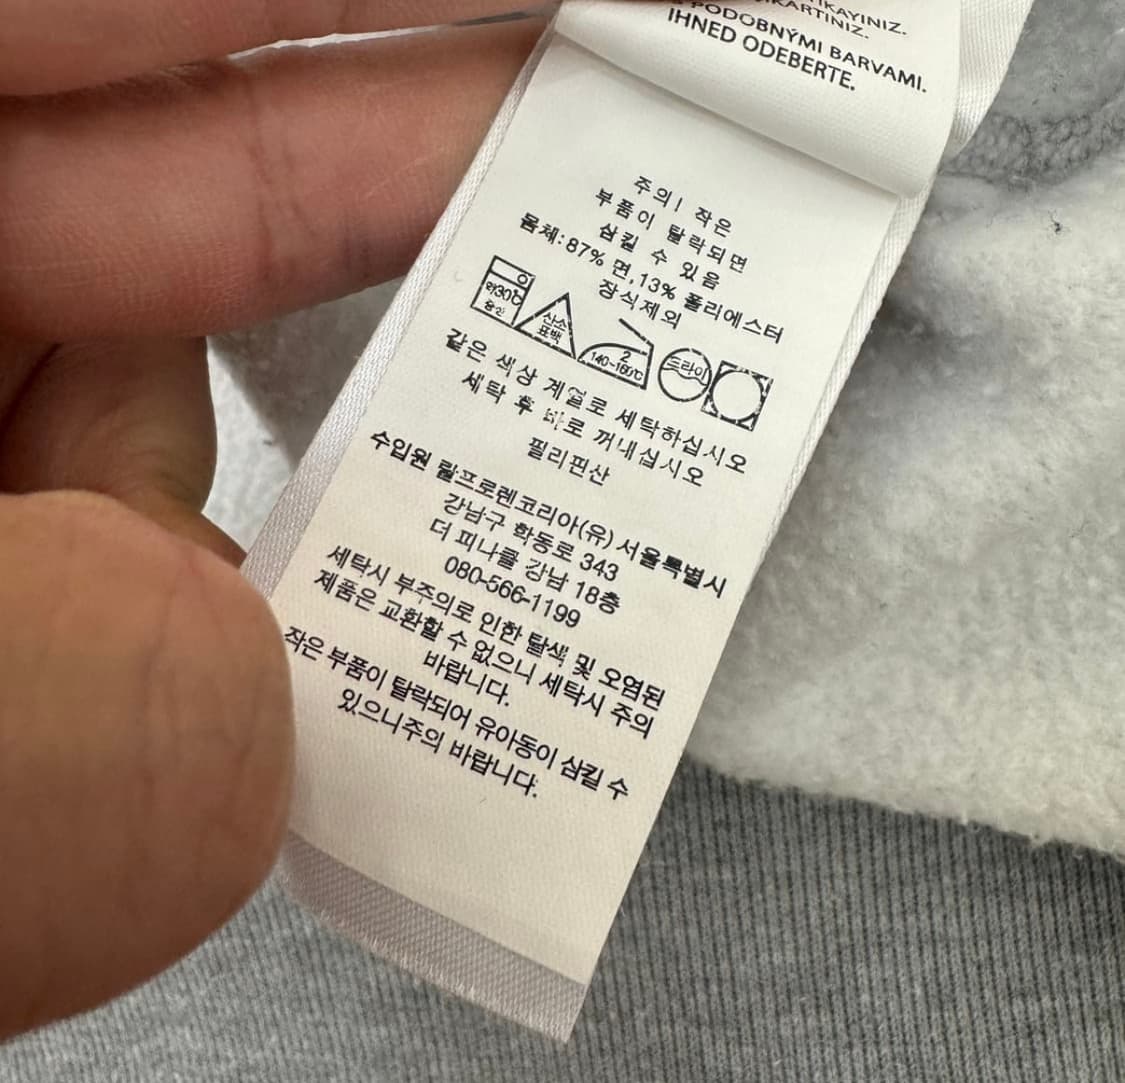 YIKAYINIZ.
ÇIKARTINIZ.
PODOBNÝMI BARVAMI.
IHNED ODEBERTE.
주의! 작은
부품이 탈락되면
삼킬 수 있음
몸체:87% 면,13% 폴리에스터
장식제외
약30℃
중성
산소
표백
2
140~160℃
드라이
같은 색상 계열로 세탁하십시오
세탁 후 바로 꺼내십시오
필리핀산
수입원 랄프로렌코리아(유) 서울특별시
강남구 학동로 343
더 피나클 강남 18층
080-566-1199
세탁시 부주의로 인한 탈색 및 오염된
제품은 교환할 수 없으니 세탁시 주의
바랍니다.
작은 부품이 탈락되어 유아동이 삼킬 수
있으니주의 바랍니다.